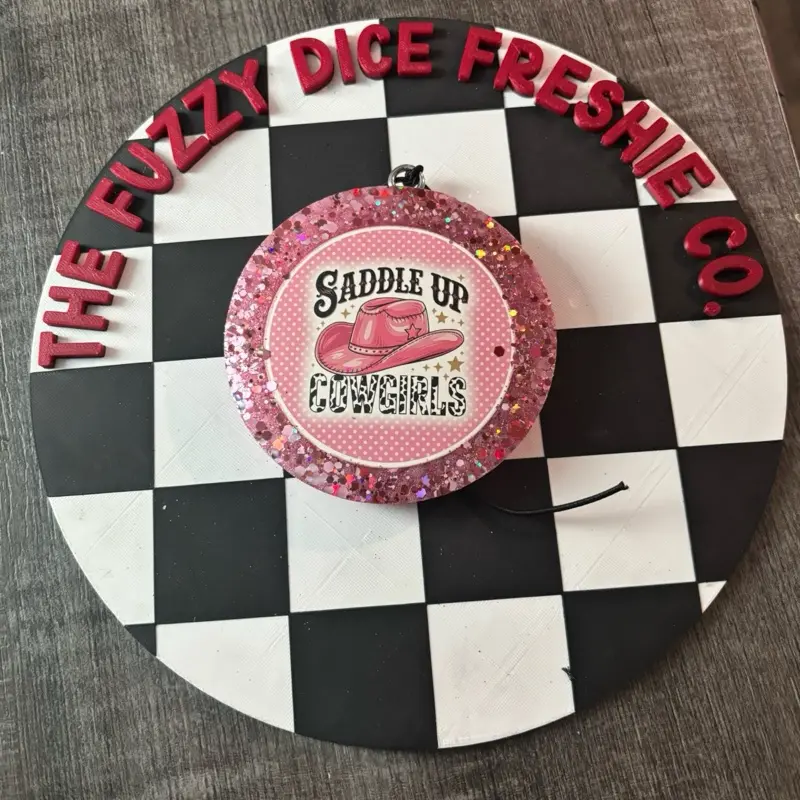 THE FUZZY DICE FRESHIE CO.
SADDLE UP
COWGIRLS